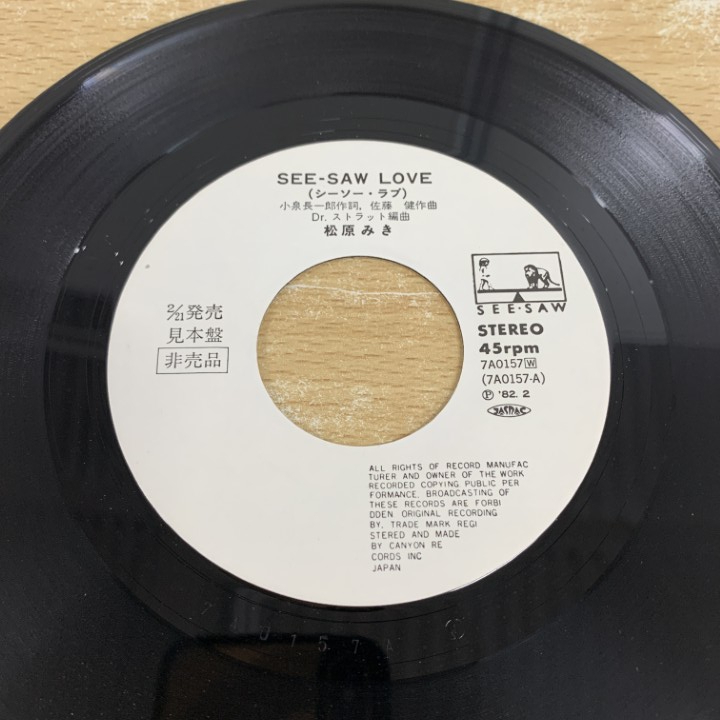 SEE-SAW LOVE
(シーソー・ラブ)
小泉長一郎作詞, 佐藤 健作曲
Dr. ストラット編曲
松原みき
2/21発売
見本盤
非売品
SEE・SAW
STEREO
45rpm
7A0157 W
(7A0157-A)
Ⓟ '82. 2
JASRAC
ALL RIGHTS OF RECORD MANUFAC
TURER AND OWNER OF THE WORK
RECORDED COPYING PUBLIC PER
FORMANCE, BROADCASTING OF
THESE RECORDS ARE FORBI
DDEN ORIGINAL RECORDING
BY, TRADE MARK REGI
STERED AND MADE
BY CANYON RE
CORDS INC
JAPAN